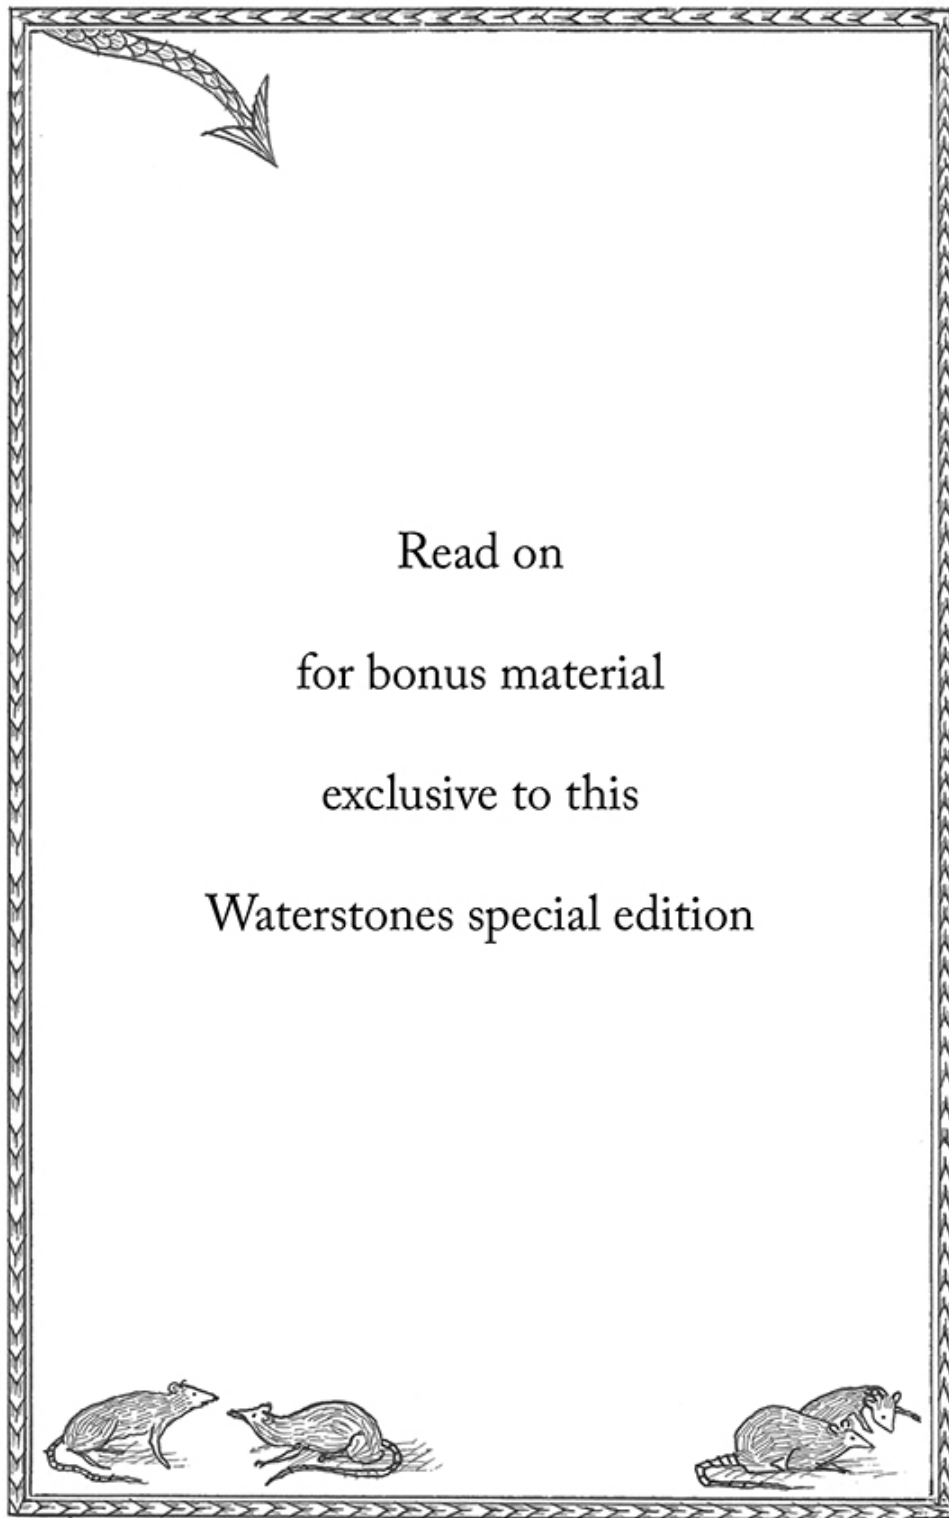 Read on
for bonus material
exclusive to this
Waterstones special edition